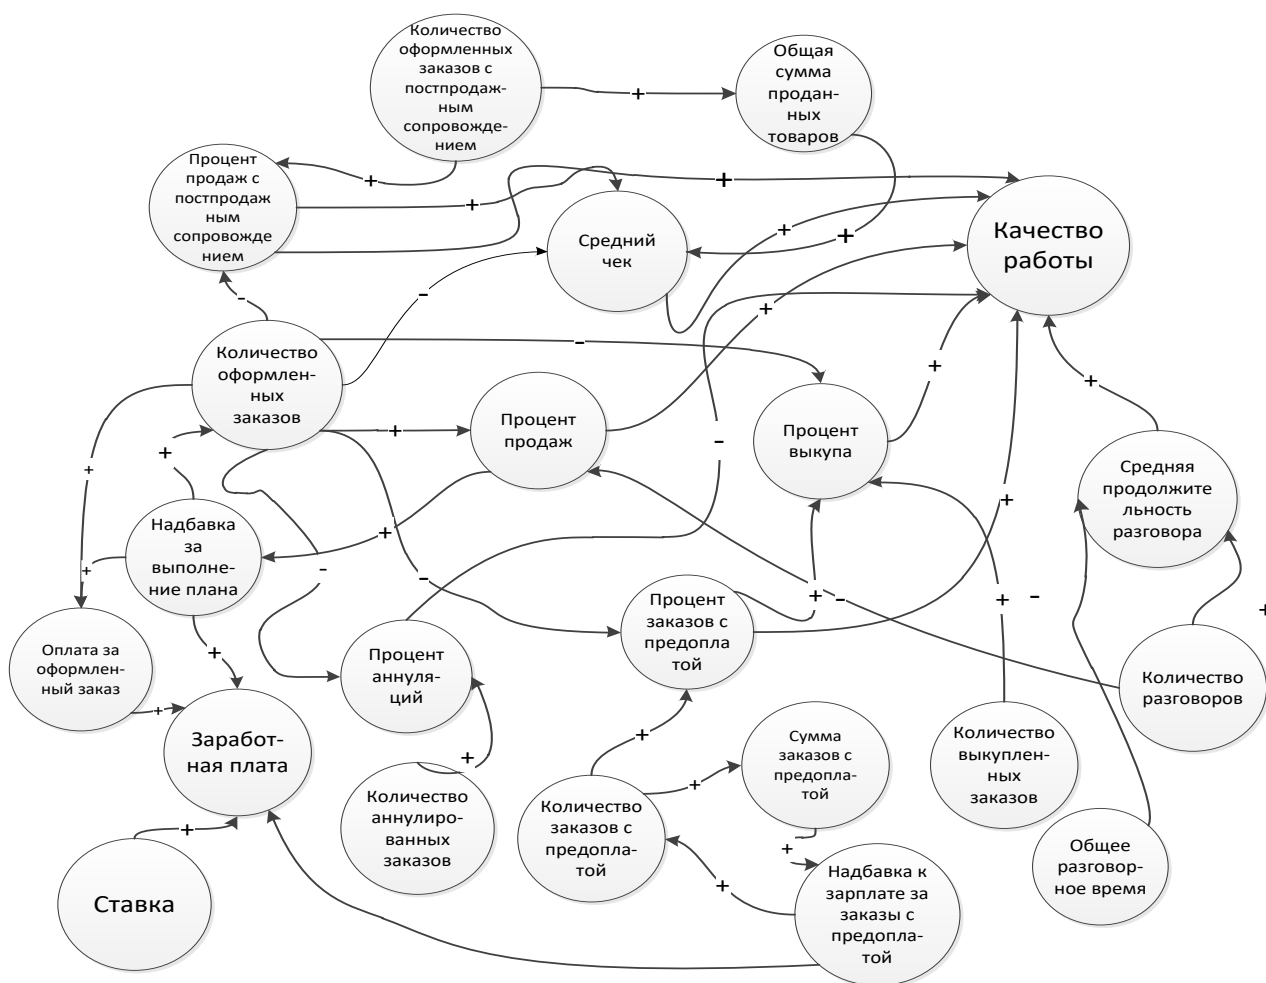 Количество
оформленных
заказов с
постпродаж-
ным
сопровожде-
нием
Общая
сумма
продан-
ных
товаров
+
Процент
продаж с
постпродаж
ным
сопровожде
нием
+
+
+
Средний
чек
+
+
Качество
работы
-
-
+
Количество
оформлен-
ных
заказов
-
+
+
Процент
продаж
+
Процент
выкупа
-
+
+
Средняя
продолжите
льность
разговора
+
Надбавка
за
выполне-
ние плана
+
+
-
-
+
Процент
заказов с
предопла
той
+
-
+
-
+
Оплата за
оформлен-
ный заказ
+
Процент
аннуля-
ций
Количество
разговоров
+
Заработ-
ная плата
+
+
Сумма
заказов с
предопла-
той
Количество
выкуплен-
ных
заказов
+
Количество
аннулиро-
ванных
заказов
+
Количество
заказов с
предопла-
той
+
+
Ставка
+
Надбавка к
зарплате за
заказы с
предопла-
той
Общее
разговор-
ное время